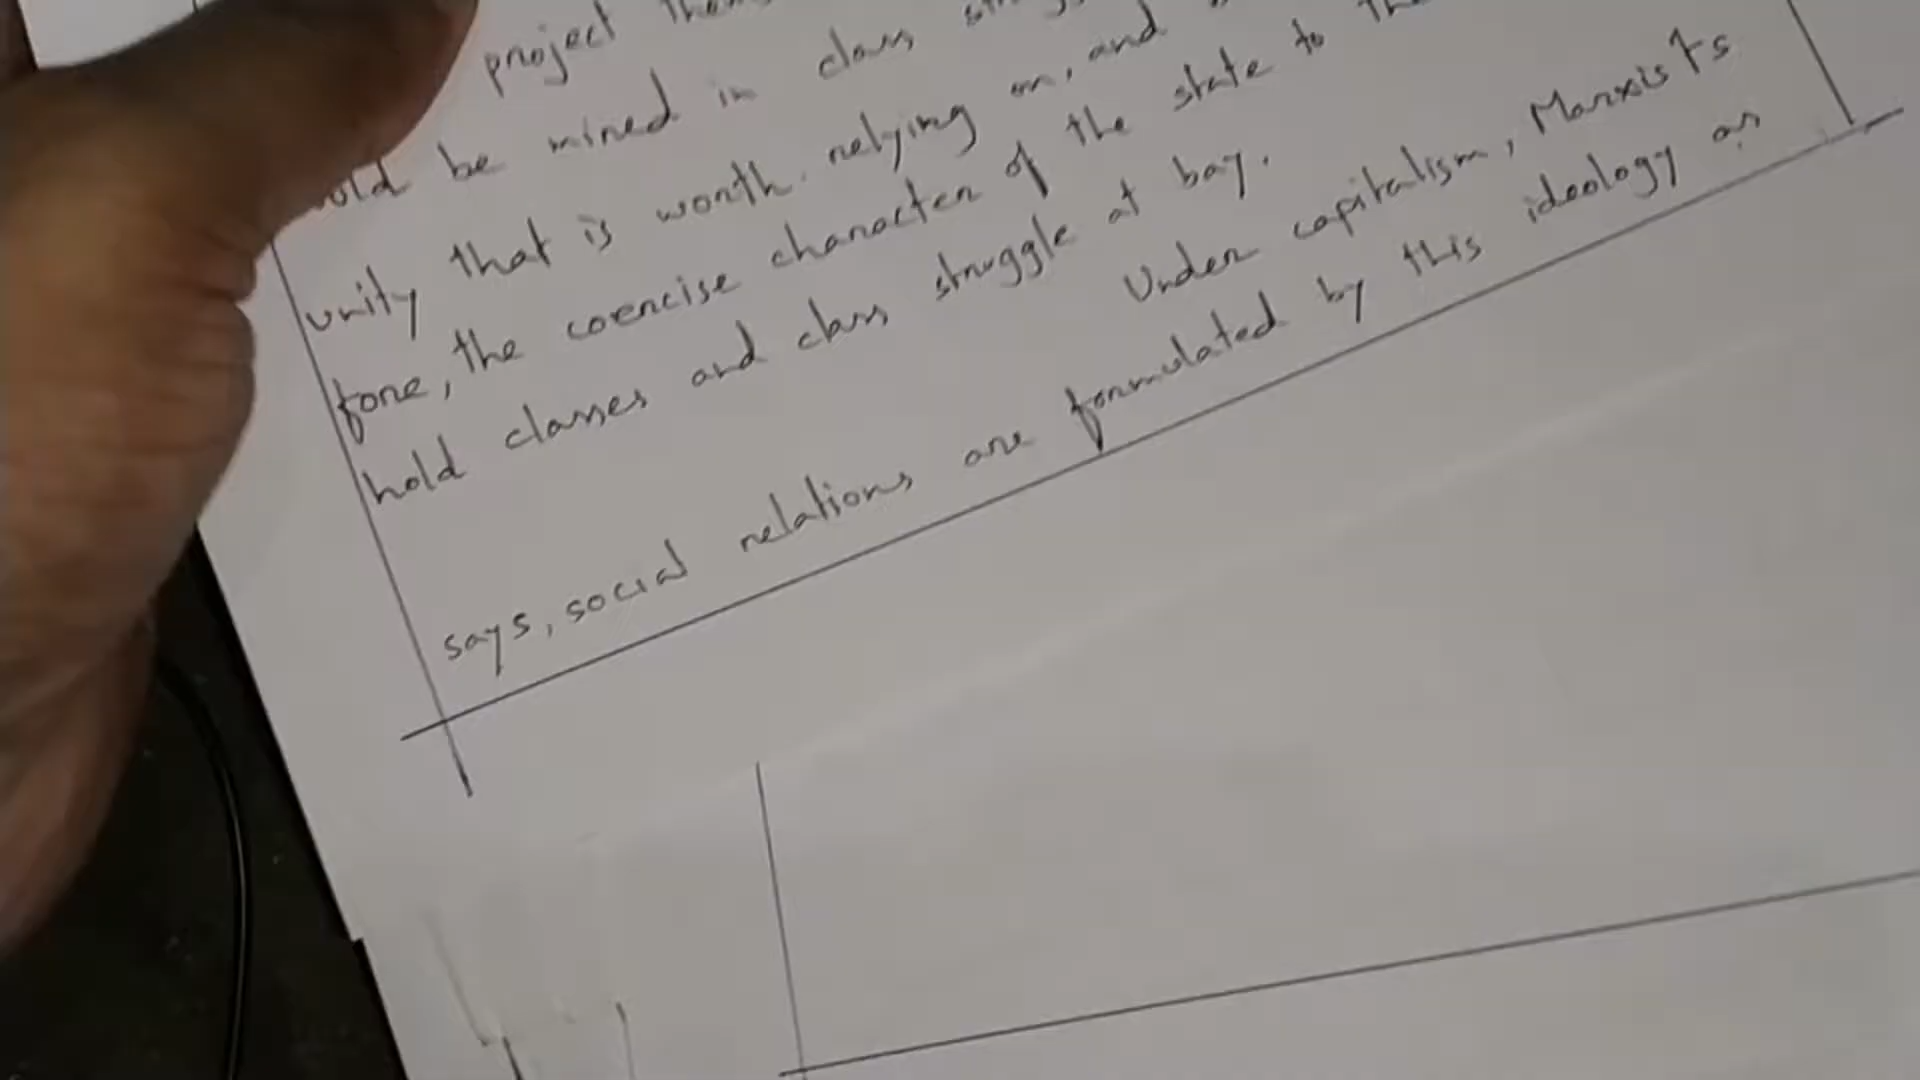 project
be mined in class
unity that is worth relying on, and
fore, the coercise character of the state to
hold classes and class struggle at bay.
Under capitalism, Marxists
says, social relations are formulated by this ideology as